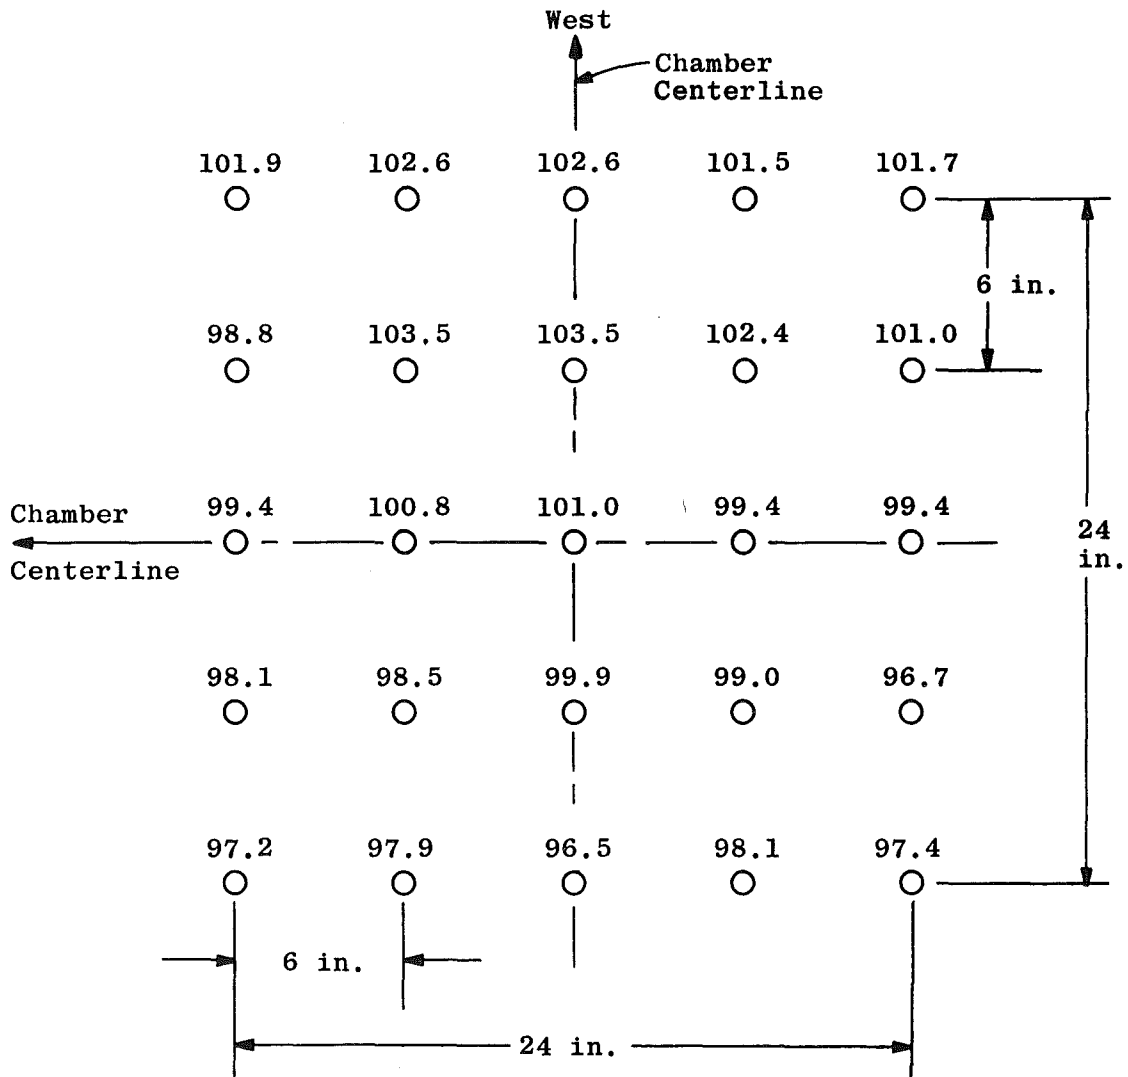 West
Chamber
Centerline
101.9 102.6 102.6 101.5 101.7
6 in.
98.8 103.5 103.5 102.4 101.0
99.4 100.8 101.0 99.4 99.4
Chamber
Centerline
24
in.
98.1 98.5 99.9 99.0 96.7
97.2 97.9 96.5 98.1 97.4
6 in.
24 in.